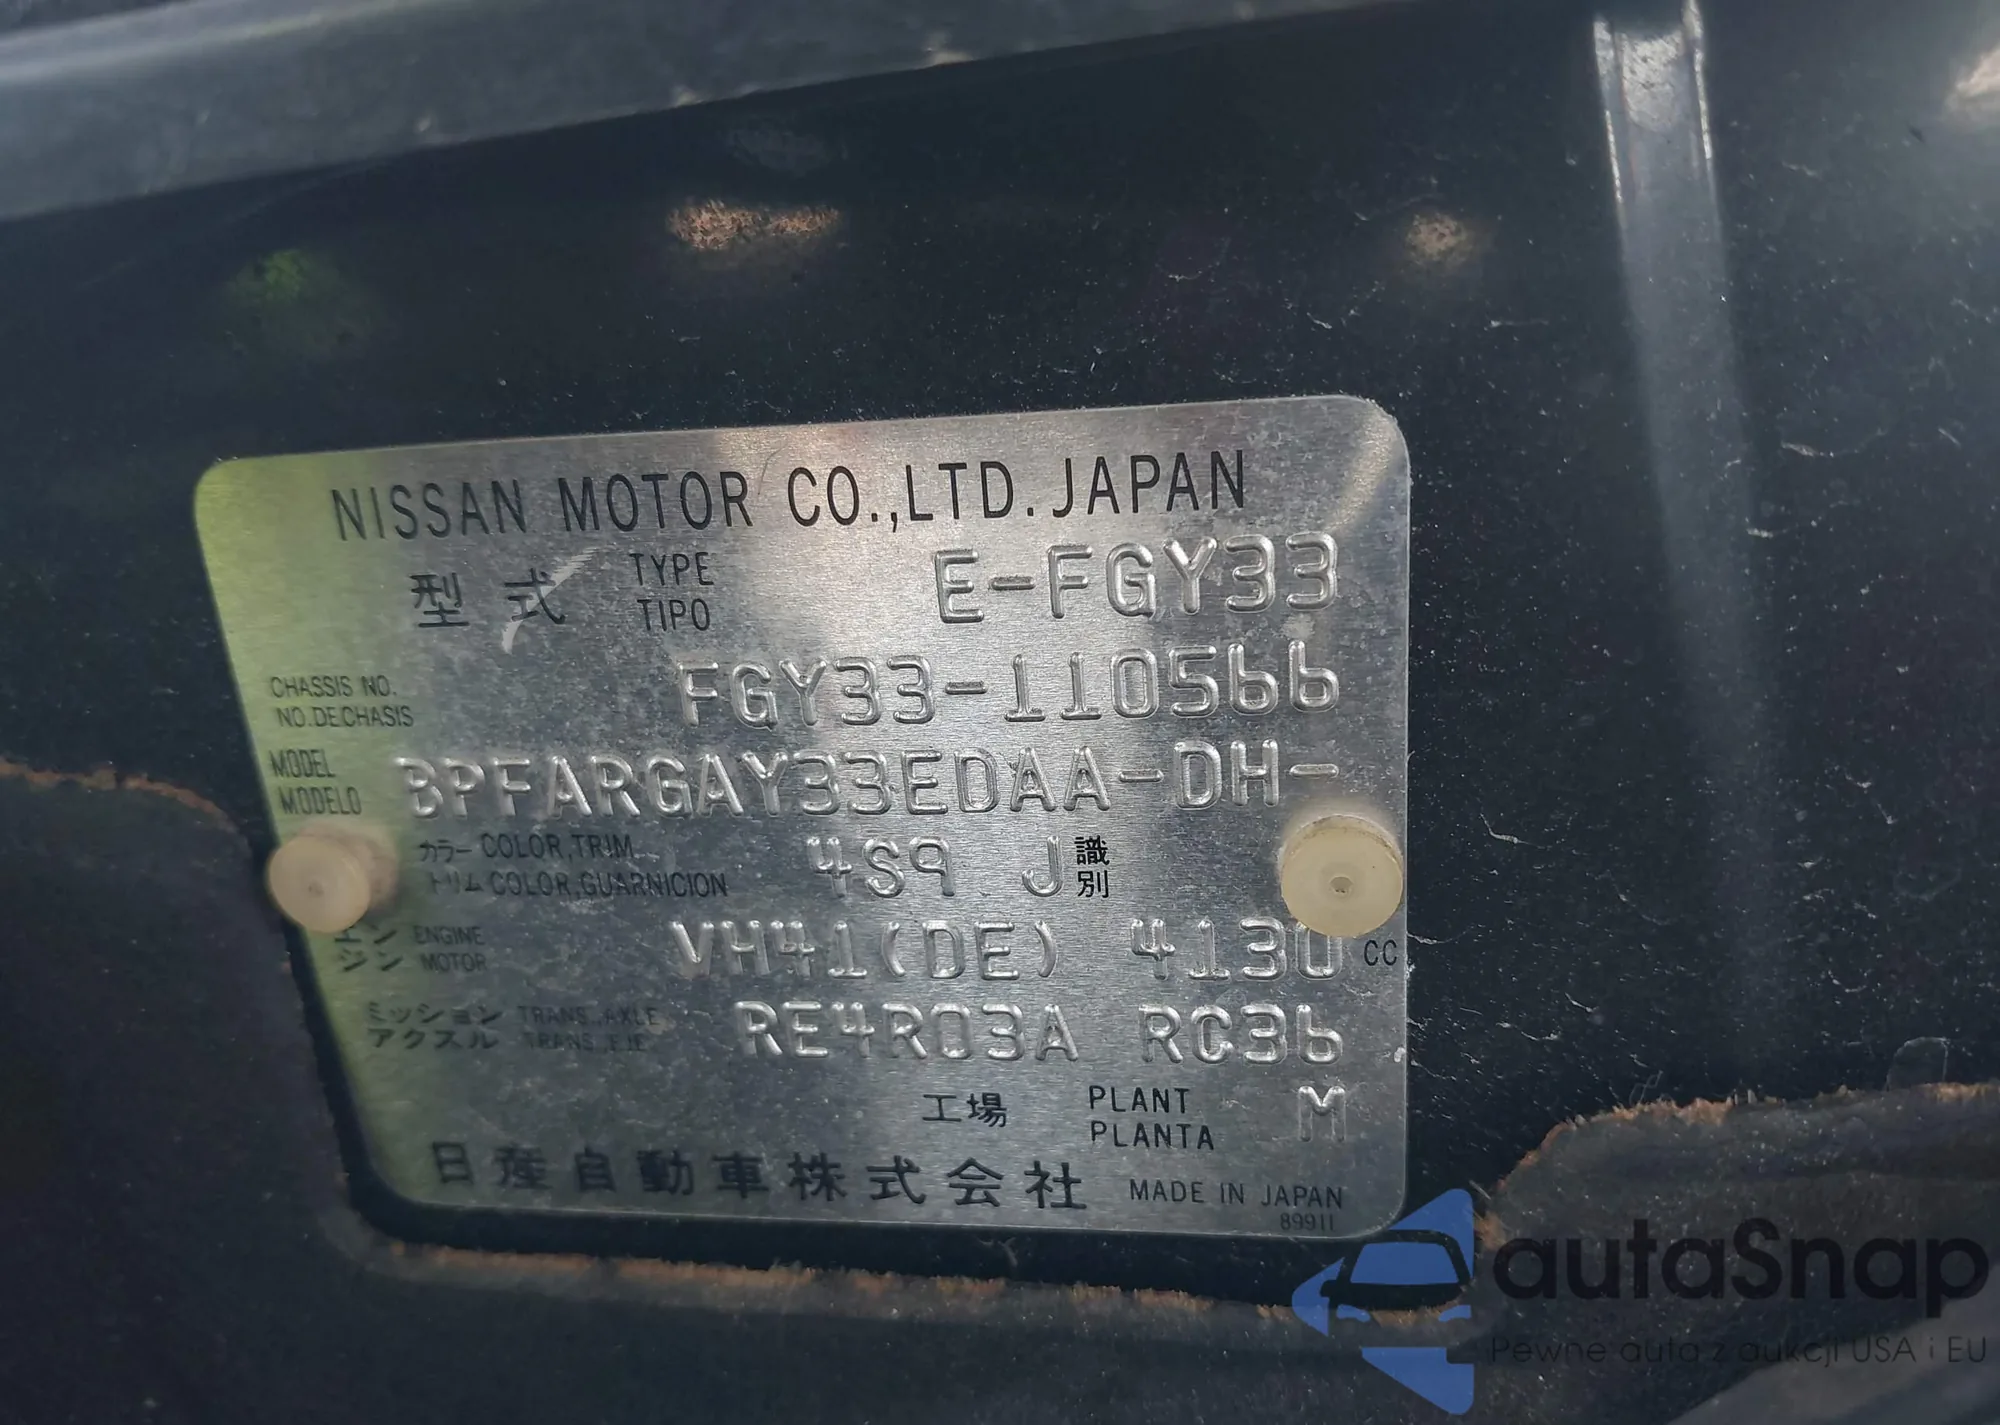 NISSAN MOTOR CO.,LTD. JAPAN
型式 TYPE E-FGY33
TIPO
CHASSIS NO. FGY33-110566
NO.DE.CHASIS
MODEL BPFARGAY33EDAA-DH-
MODELO
カラー COLOR,TRIM 4S9 J 識別
トリム COLOR,GUARNICION
エンジン ENGINE VH41(DE) 4130 CC
MOTOR
ミッション TRANS.,AXLE RE4R03A RC36
アクスル TRANS.,EJE
工場 PLANT M
PLANTA
日産自動車株式会社 MADE IN JAPAN
89911
autaSnap
Pewne auta z aukcji USA i EU